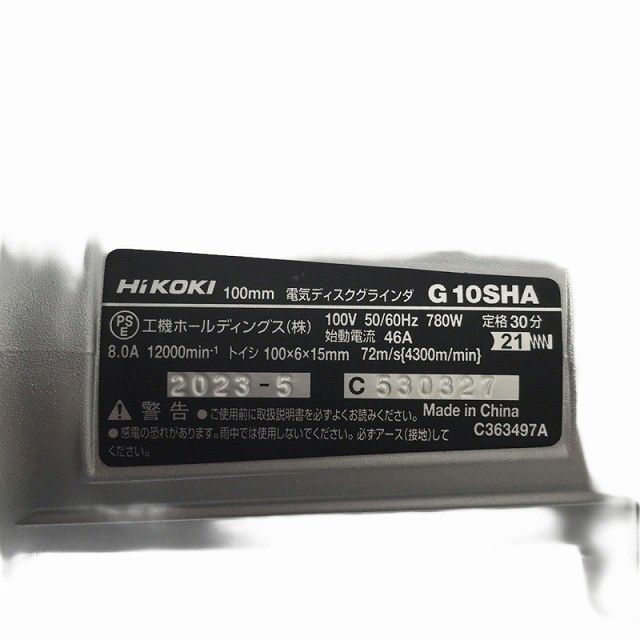 HiKOKI 100mm 電気ディスクグラインダ G10SHA
PS E 工機ホールディングス(株) 100V 50/60Hz 780W 定格30分
始動電流 46A 21
8.0A 12000min⁻¹ トイシ 100×6×15mm 72m/s{4300m/min}
2023-5 C 530327
警告 ●ご使用前に取扱説明書を必ずよくお読みください。 Made in China
●感電の恐れがあります。雨中では使用しないでください。必ずアース(接地)して C363497A
ください。